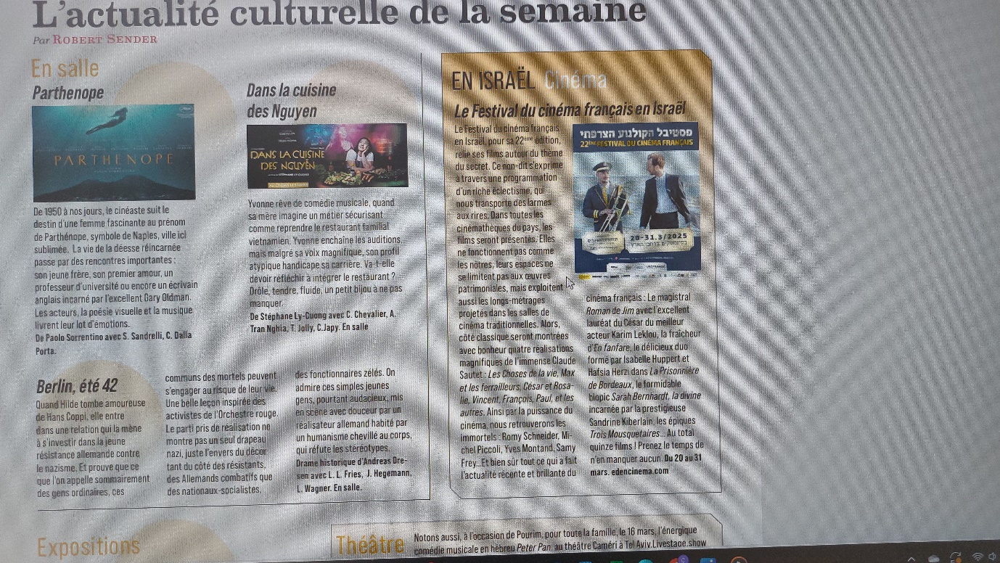 L'actualité culturelle de la semaine
Par ROBERT SENDER
En salle
Parthenope
PARTHENOPE
De 1950 à nos jours, le cinéaste suit le
destin d'une femme fascinante au prénom
de Parthénope, symbole de Naples, ville ici
sublimée. La vie de la déesse réincarnée
passe par des rencontres importantes :
son jeune frère, son premier amour, un
professeur d'université ou encore un écrivain
anglais incarné par l'excellent Gary Oldman.
Les acteurs, la poésie visuelle et la musique
livrent leur lot d'émotions.
De Paolo Sorrentino avec S. Sandrelli, C. Dalla
Porta.
Dans la cuisine
des Nguyen
DANS LA CUISINE
DES NGUYEN
Yvonne rêve de comédie musicale, quand
sa mère imagine un métier sécurisant
comme reprendre le restaurant familial
vietnamien. Yvonne enchaîne les auditions,
mais malgré sa voix magnifique, son profil
atypique handicape sa carrière. Va-t-elle
devoir réfléchir à intégrer le restaurant ?
Drôle, tendre, fluide, un petit bijou à ne pas
manquer.
De Stéphane Ly-Cuong avec C. Chevalier, A.
Tran Nghia, T. Jolly, C.Japy. En salle
Berlin, été 42
Quand Hilde tombe amoureuse
de Hans Coppi, elle entre
dans une relation qui la mène
à s'investir dans la jeune
résistance allemande contre
le nazisme. Et prouve que ce
que l'on appelle sommairement
des gens ordinaires, ces
communs des mortels peuvent
s'engager au risque de leur vie.
Une belle leçon inspirée des
activistes de l'Orchestre rouge.
Le parti pris de réalisation ne
montre pas un seul drapeau
nazi, juste l'envers du décor
tant du côté des résistants,
des Allemands combatifs que
des nationaux-socialistes,
des fonctionnaires zélés. On
admire ces simples jeunes
gens, pourtant audacieux, mis
en scène avec douceur par un
réalisateur allemand habité par
un humanisme chevillé au corps,
qui réfute les stéréotypes.
Drame historique d'Andreas Dre-
sen avec L. L. Fries, J. Hegemann,
L. Wagner. En salle.
EN ISRAËL Cinéma
Le Festival du cinéma français en Israël
Le Festival du cinéma français
en Israël, pour sa 22ème édition,
relie ses films autour du thème
du secret. Ce non-dit s'exprime
à travers une programmation
d'un riche éclectisme, qui
nous transporte des larmes
aux rires. Dans toutes les
cinémathèques du pays, les
films seront présentés. Elles
ne fonctionnent pas comme
les nôtres, leurs espaces ne
se limitent pas aux œuvres
patrimoniales, mais exploitent
aussi les longs-métrages
projetés dans les salles de
cinéma traditionnelles. Alors,
côté classique seront montrées
avec bonheur quatre réalisations
magnifiques de l'immense Claude
Sautet : Les Choses de la vie, Max
et les ferrailleurs, César et Rosa-
lie, Vincent, François, Paul, et les
autres. Ainsi par la puissance du
cinéma, nous retrouverons les
immortels : Romy Schneider, Mi-
chel Piccoli, Yves Montand, Samy
Frey...Et bien sûr tout ce qui a fait
l'actualité récente et brillante du
פסטיבל הקולנוע הצרפתי
22ème FESTIVAL DU CINÉMA FRANÇAIS
20-31.3/2025
cinéma français : Le magistral
Roman de Jim avec l'excellent
lauréat du César du meilleur
acteur Karim Leklou, la fraîcheur
d'En fanfare, le délicieux duo
formé par Isabelle Huppert et
Hafsia Herzi dans La Prisonnière
de Bordeaux, le formidable
biopic Sarah Bernhardt, la divine
incarnée par la prestigieuse
Sandrine Kiberlain, les épiques
Trois Mousquetaires... Au total
quinze films ! Prenez le temps de
n'en manquer aucun. Du 20 au 31
mars. edencinema.com
Expositions
Théâtre
Notons aussi, à l'occasion de Pourim, pour toute la famille, le 16 mars, l'énergique
comédie musicale en hébreu Peter Pan, au théâtre Caméri à Tel Aviv.Livestage.show